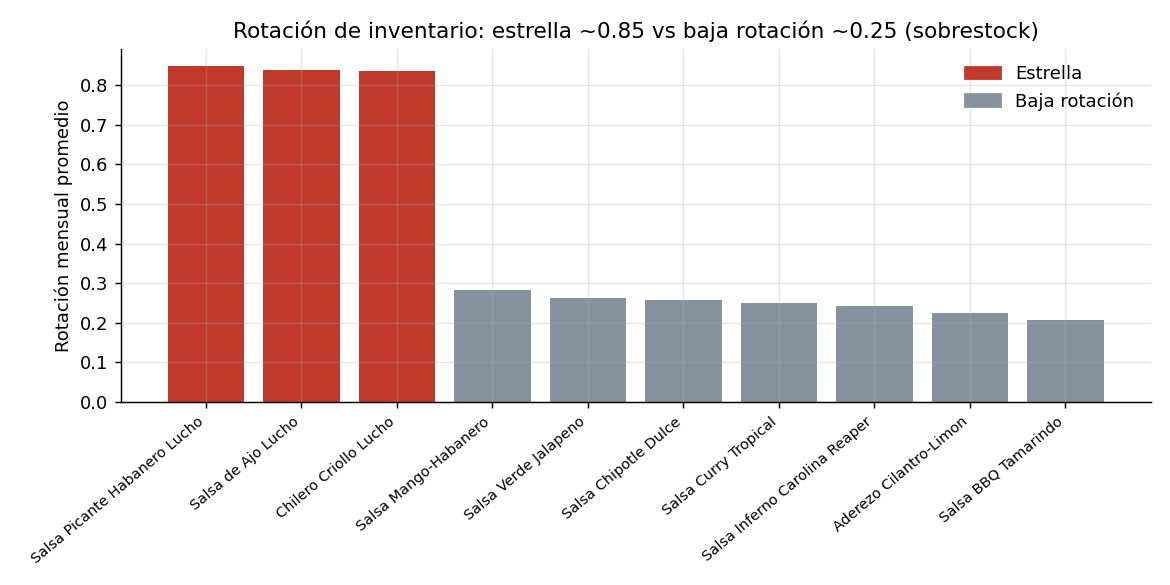 Rotación de inventario: estrella ~0.85 vs baja rotación ~0.25 (sobrestock)
Estrella
Baja rotación
Rotación mensual promedio
0.8
0.7
0.6
0.5
0.4
0.3
0.2
0.1
0.0
Salsa Picante Habanero Lucho
Salsa de Ajo Lucho
Chilero Criollo Lucho
Salsa Mango-Habanero
Salsa Verde Jalapeno
Salsa Chipotle Dulce
Salsa Curry Tropical
Salsa Inferno Carolina Reaper
Aderezo Cilantro-Limon
Salsa BBQ Tamarindo